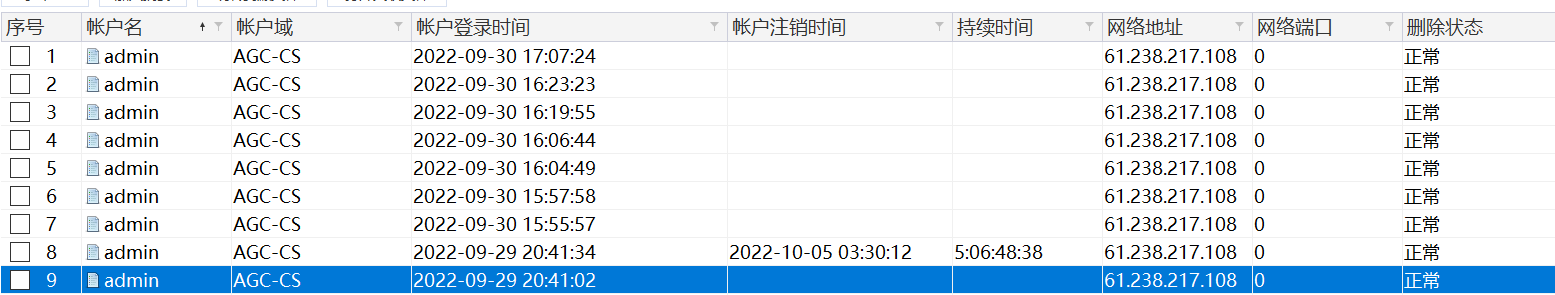 序号 帐户名 帐户域 帐户登录时间 帐户注销时间 持续时间 网络地址 网络端口 删除状态
1 admin AGC-CS 2022-09-30 17:07:24 61.238.217.108 0 正常
2 admin AGC-CS 2022-09-30 16:23:23 61.238.217.108 0 正常
3 admin AGC-CS 2022-09-30 16:19:55 61.238.217.108 0 正常
4 admin AGC-CS 2022-09-30 16:06:44 61.238.217.108 0 正常
5 admin AGC-CS 2022-09-30 16:04:49 61.238.217.108 0 正常
6 admin AGC-CS 2022-09-30 15:57:58 61.238.217.108 0 正常
7 admin AGC-CS 2022-09-30 15:55:57 61.238.217.108 0 正常
8 admin AGC-CS 2022-09-29 20:41:34 2022-10-05 03:30:12 5:06:48:38 61.238.217.108 0 正常
9 admin AGC-CS 2022-09-29 20:41:02 61.238.217.108 0 正常